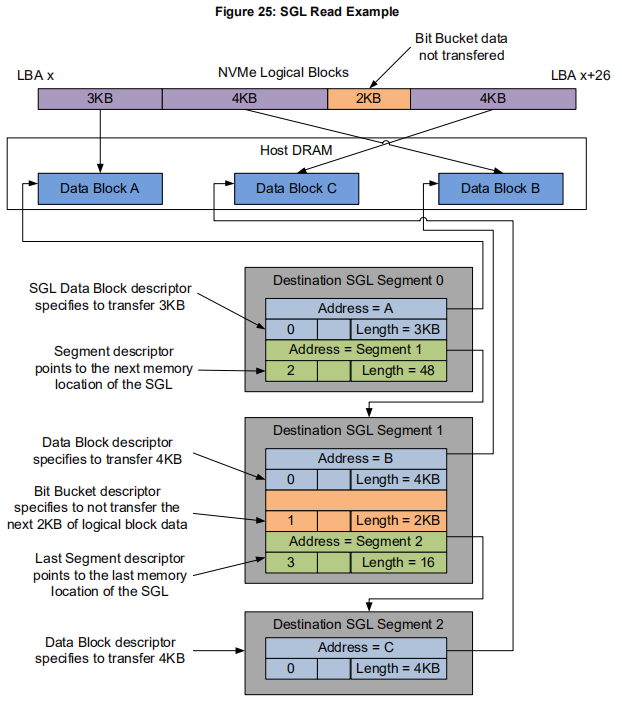 Figure 25: SGL Read Example
Bit Bucket data
not transfered
LBA x
NVMe Logical Blocks
LBA x+26
3KB
4KB
2KB
4KB
Host DRAM
Data Block A
Data Block C
Data Block B
Destination SGL Segment 0
SGL Data Block descriptor
specifies to transfer 3KB
Address = A
0
Length = 3KB
Segment descriptor
points to the next memory
location of the SGL
Address = Segment 1
2
Length = 48
Destination SGL Segment 1
Data Block descriptor
specifies to transfer 4KB
Address = B
0
Length = 4KB
Bit Bucket descriptor
specifies to not transfer the
next 2KB of logical block data
1
Length = 2KB
Last Segment descriptor
points to the last memory
location of the SGL
Address = Segment 2
3
Length = 16
Destination SGL Segment 2
Data Block descriptor
specifies to transfer 4KB
Address = C
0
Length = 4KB